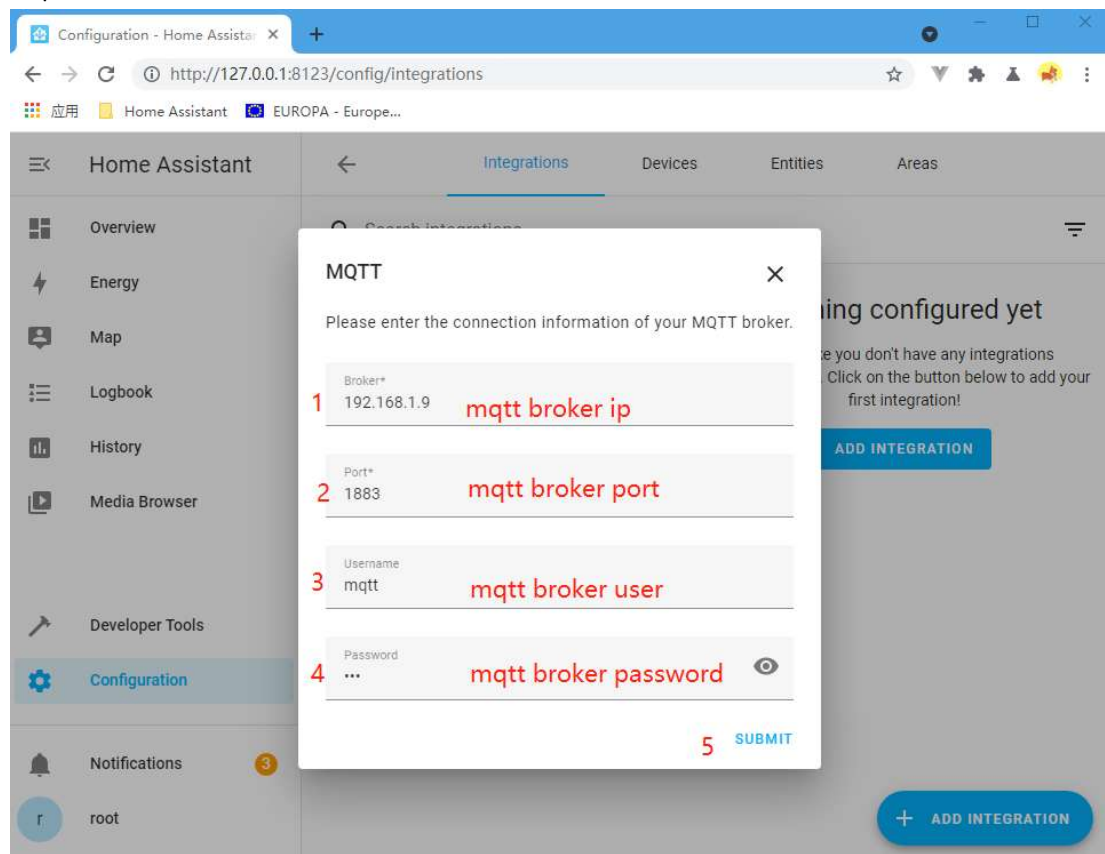 Configuration - Home Assistar
http://127.0.0.1:8123/config/integrations
应用 Home Assistant EUROPA - Europe...
Home Assistant
Integrations Devices Entities Areas
Overview
Search integrations
Energy
Map
Logbook
History
Media Browser
Developer Tools
Configuration
Notifications 3
r root
MQTT
Please enter the connection information of your MQTT broker.
1 Broker*
192.168.1.9 mqtt broker ip
2 Port*
1883 mqtt broker port
3 Username
mqtt mqtt broker user
4 Password
••• mqtt broker password
5 SUBMIT
ing configured yet
e you don't have any integrations
. Click on the button below to add your
first integration!
ADD INTEGRATION
+ ADD INTEGRATION